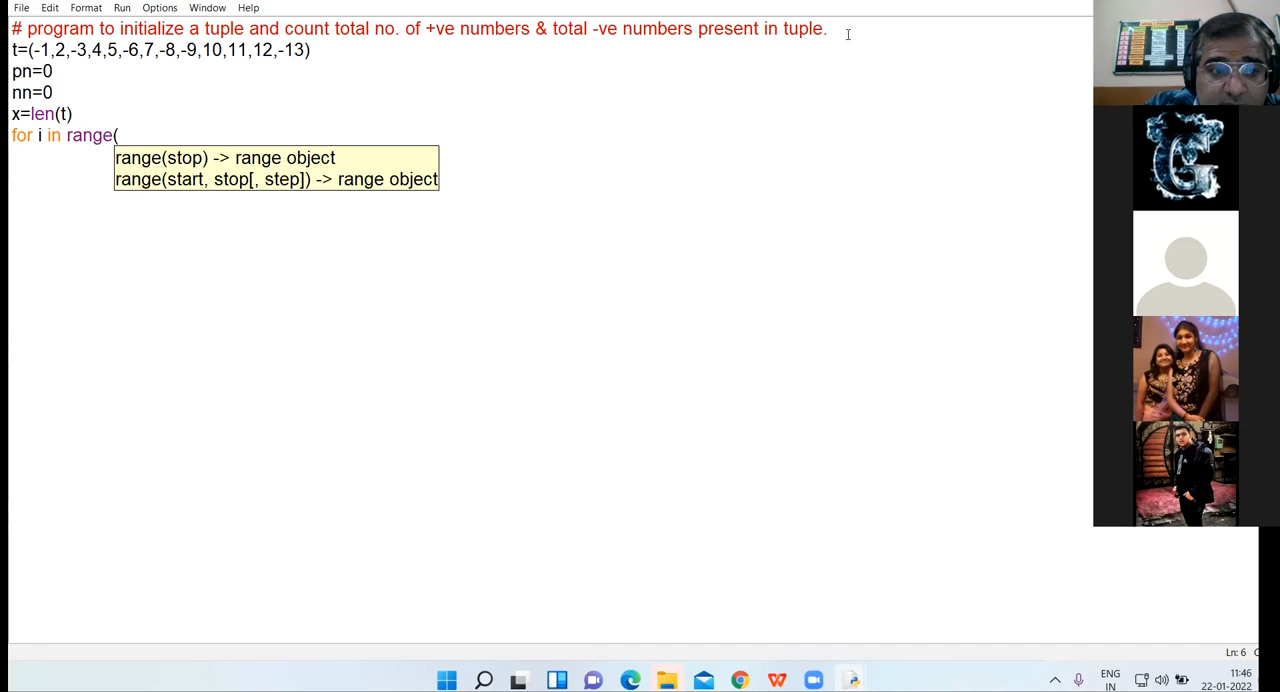 File Edit Format Run Options Window Help
# program to initialize a tuple and count total no. of +ve numbers & total -ve numbers present in tuple.
t=(-1,2,-3,4,5,-6,7,-8,-9,10,11,12,-13)
pn=0
nn=0
x=len(t)
for i in range(
range(stop) -> range object
range(start, stop[, step]) -> range object
Ln: 6
ENG
IN
11:46
22-01-2022